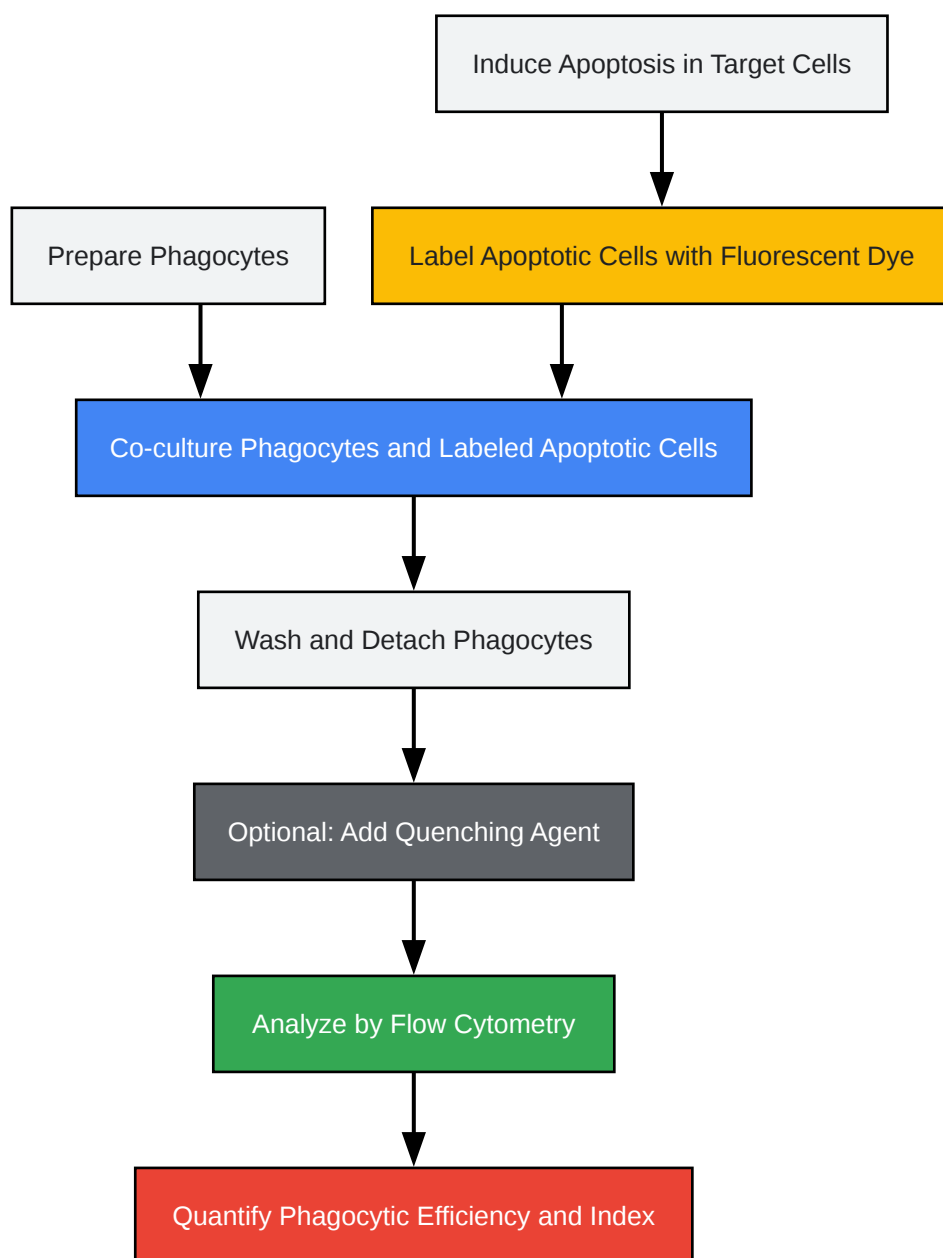 Induce Apoptosis in Target Cells
Prepare Phagocytes
Label Apoptotic Cells with Fluorescent Dye
Co-culture Phagocytes and Labeled Apoptotic Cells
Wash and Detach Phagocytes
Optional: Add Quenching Agent
Analyze by Flow Cytometry
Quantify Phagocytic Efficiency and Index